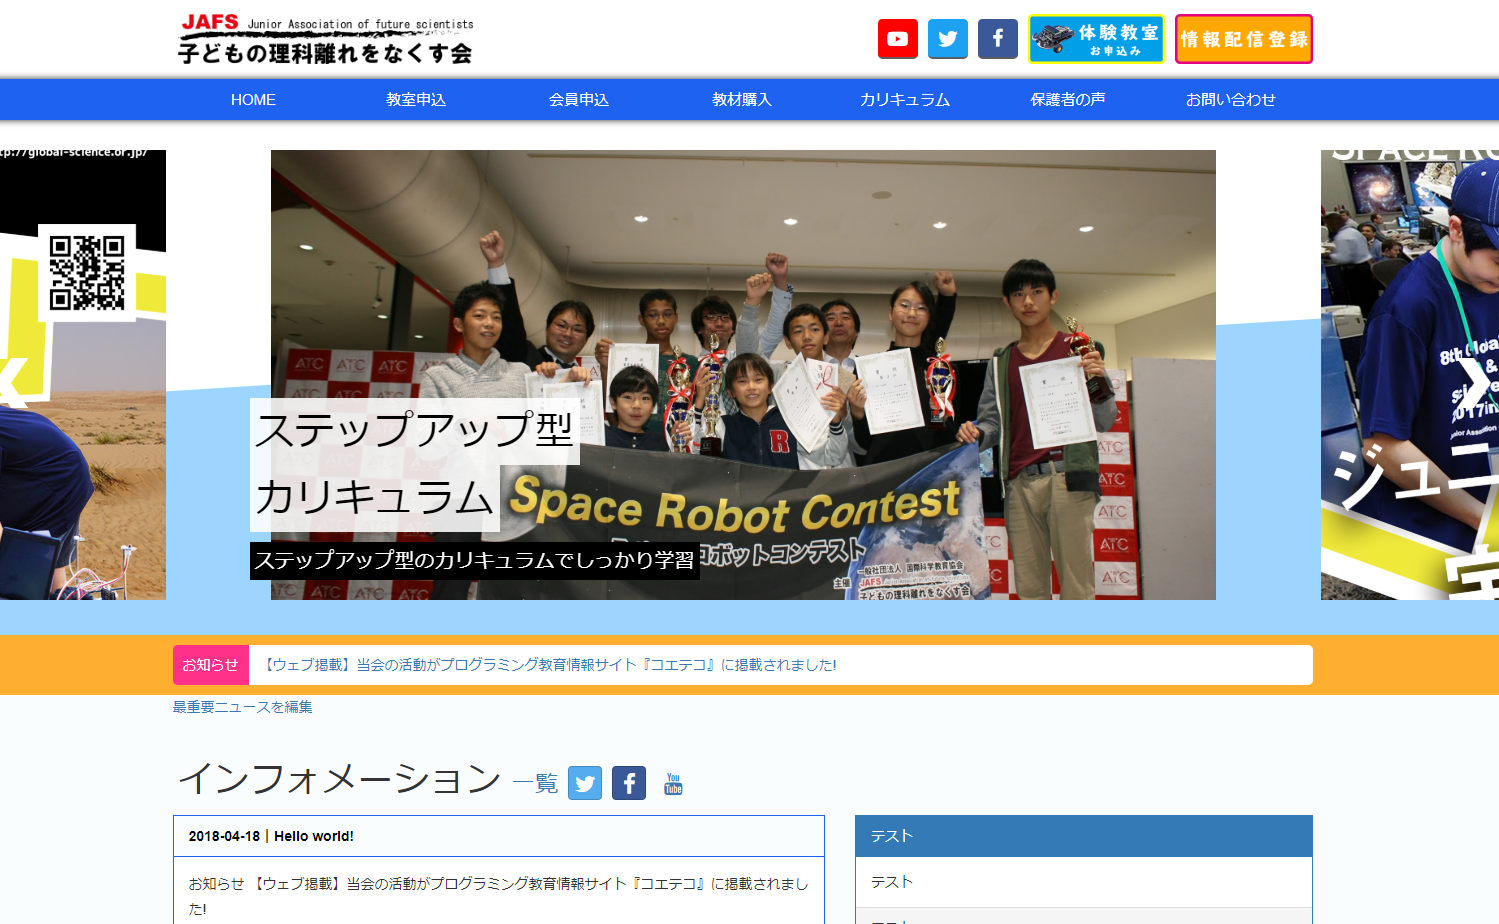 JAFS Junior Association of future scientists
子どもの理科離れをなくす会
体験教室
お申込み
情報配信登録
HOME
教室申込
会員申込
教材購入
カリキュラム
保護者の声
お問い合わせ
tp://global-science.or.jp/
SPACE RO
ATC ATC ATC
8th Globa
2017in
ジュニ
ステップアップ型
カリキュラム
ステップアップ型のカリキュラムでしっかり学習
R
Space Robot Contest
ロボットコンテスト
主催
一般社団法人 国際科学教育協会
JAFS
子どもの理科離れをなくす会
お知らせ
【ウェブ掲載】当会の活動がプログラミング教育情報サイト『コエテコ』に掲載されました!
最重要ニュースを編集
インフォメーション 一覧
You
Tube
2018-04-18 | Hello world!
お知らせ 【ウェブ掲載】当会の活動がプログラミング教育情報サイト『コエテコ』に掲載されまし
た!
テスト
テスト